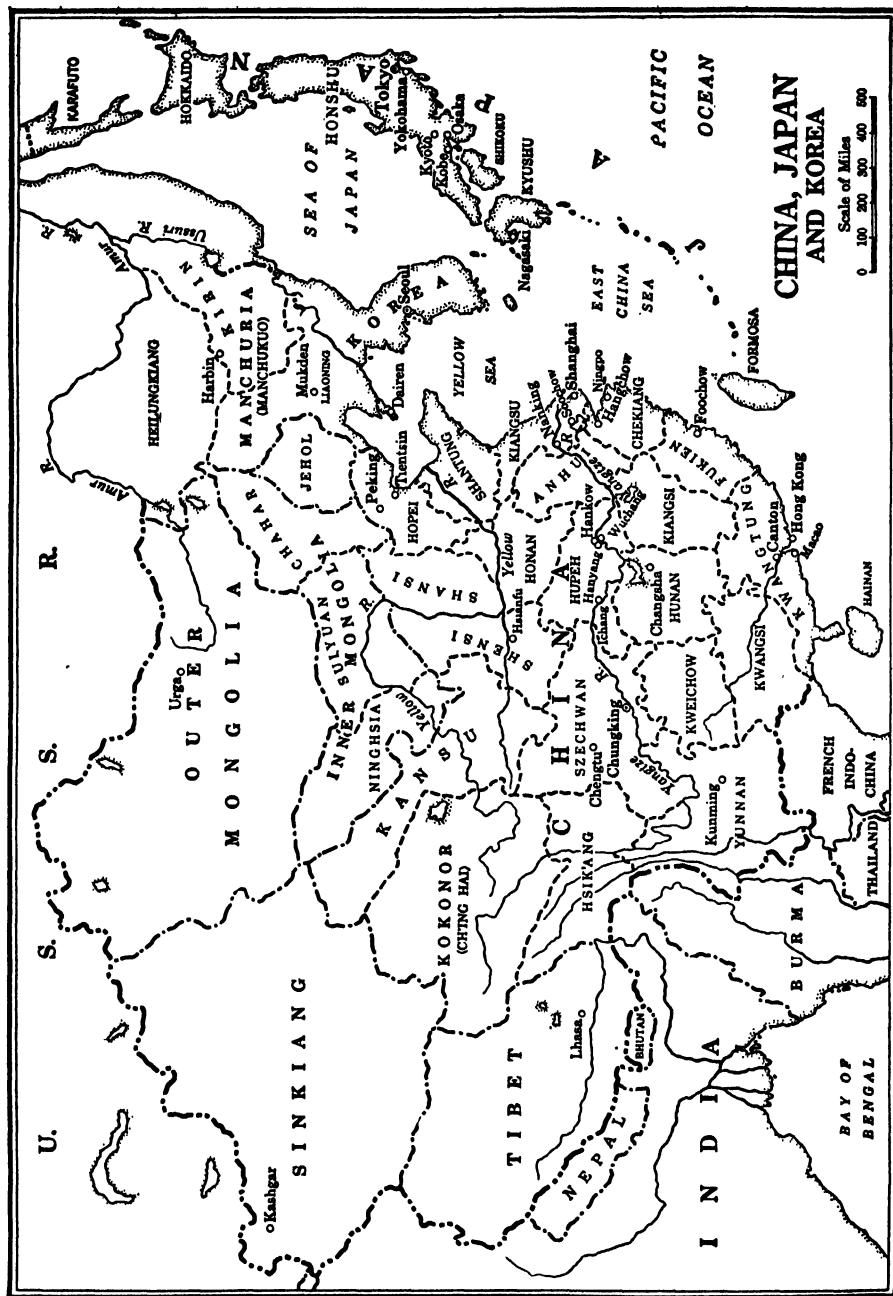 U. S. S. R.
KARAFUTO
HOKKAIDO
Amur R.
Amur R.
Ussuri R.
HEILUNGKIANG
OUTER
MONGOLIA
Urga
Harbin
KIRIN
MANCHURIA
(MANCHUKUO)
Mukden
LIAONING
JEHOL
CHAHAR
SUIYUAN
INNER MONGOLYA
NINGHSIA
SINKIANG
Kashgar
SEA OF
JAPAN
HONSHU
Tokyo
Yokohama
Kyoto
Kobe
Osaka
SHIKOKU
KYUSHU
Nagasaki
J A P A N
KOREA
Seoul
Dairen
Peking
Tientsin
HOPEI
SHANTUNG
YELLOW
SEA
SHANSI
SHENSI
KANSU
Yellow R.
Yellow R.
KOKONOR
(CH'ING HAI)
Hsianfu
HONAN
KIANGSU
ANHUI
Nanking
Soochow
Shanghai
Ningpo
Hangchow
CHEKIANG
EAST
CHINA
SEA
CHINA
TIBET
Lhasa
HSIK'ANG
SZECHWAN
Chengtu
Chungking
Yangtze R.
Ichang
HUPEH
Hanyang
Hankow
Wuchang
Yangtze R.
KIANGSI
Changsha
HUNAN
FUKIEN
Foochow
FORMOSA
NEPAL
BHUTAN
KWEICHOW
Kunming
YUNNAN
KWANGSI
KWANGTUNG
Canton
Hong Kong
Macao
HAINAN
INDIA
BURMA
FRENCH
INDO-
CHINA
THAILAND
BAY OF
BENGAL
PACIFIC
OCEAN
CHINA, JAPAN
AND KOREA
Scale of Miles
0 100 200 300 400 500